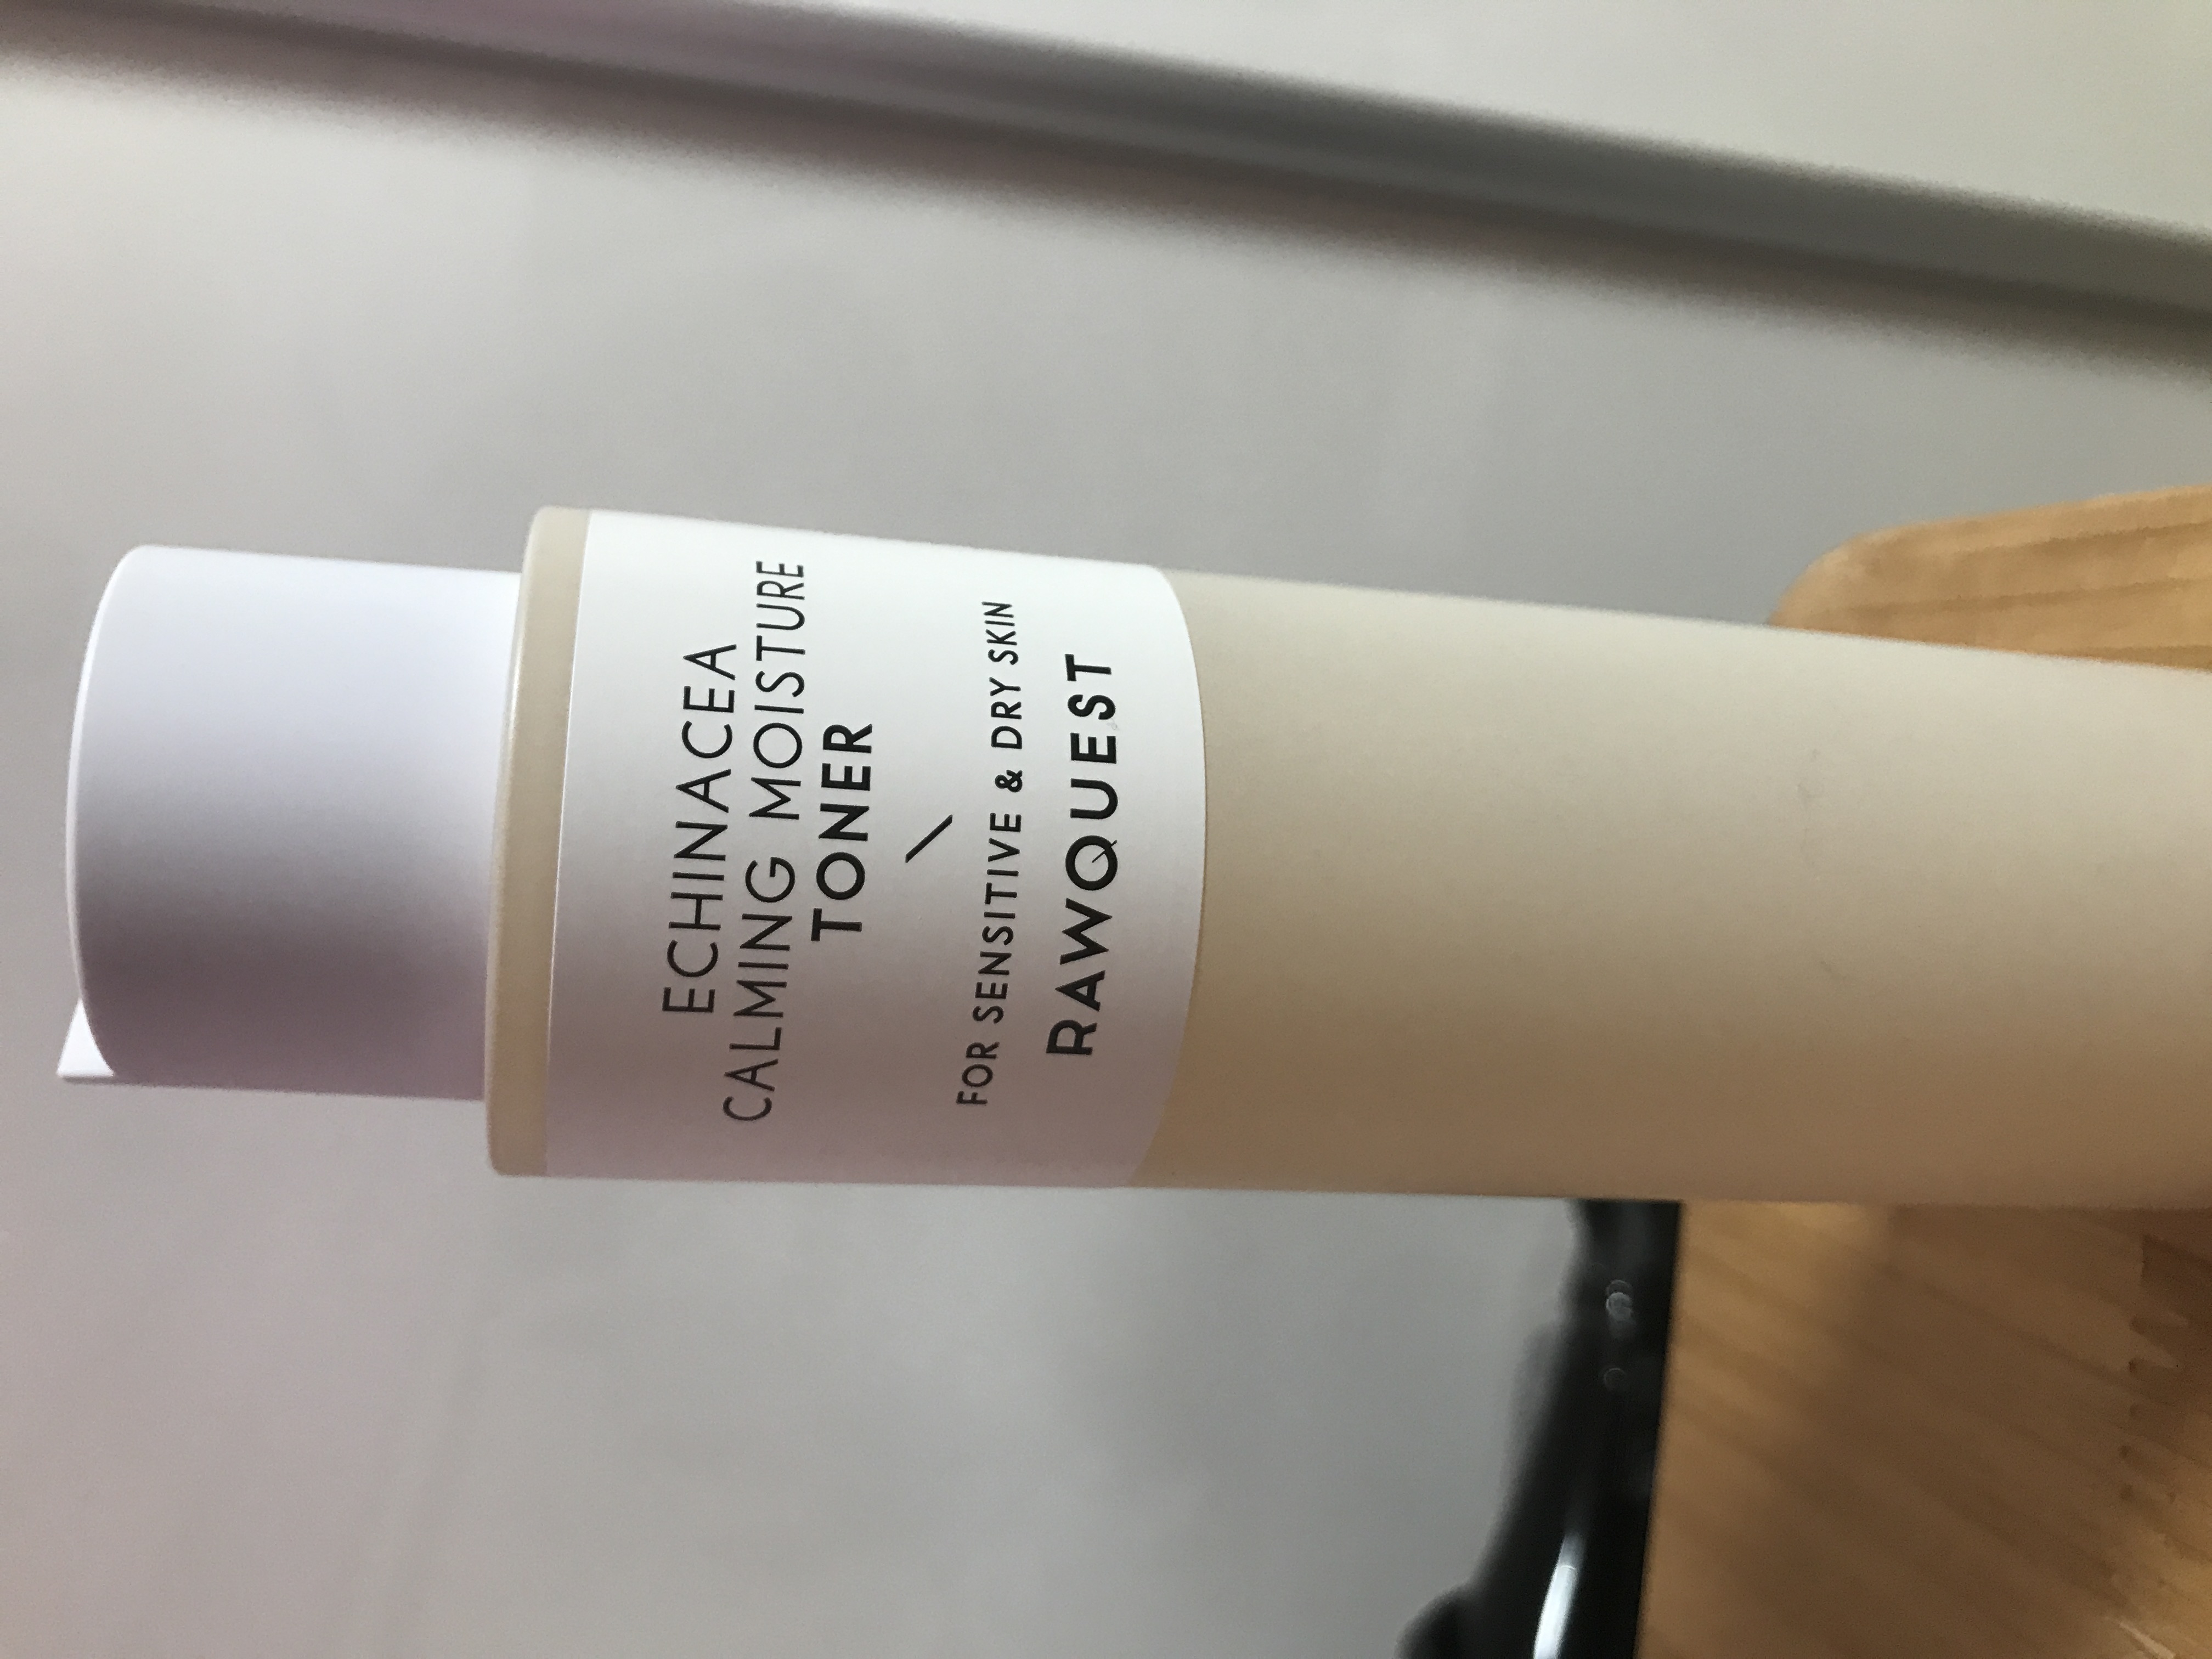 ECHINACEA
CALMING MOISTURE
TONER
FOR SENSITIVE & DRY SKIN
RAWQUEST